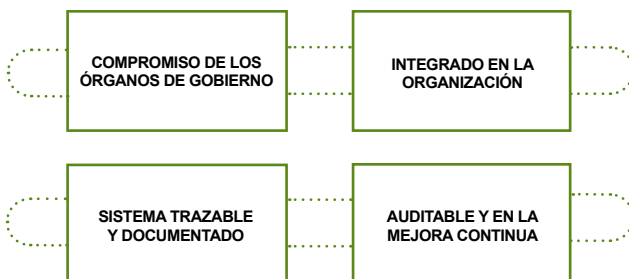 COMPROMISO DE LOS
ÓRGANOS DE GOBIERNO
INTEGRADO EN LA
ORGANIZACIÓN
SISTEMA TRAZABLE
Y DOCUMENTADO
AUDITABLE Y EN LA
MEJORA CONTINUA